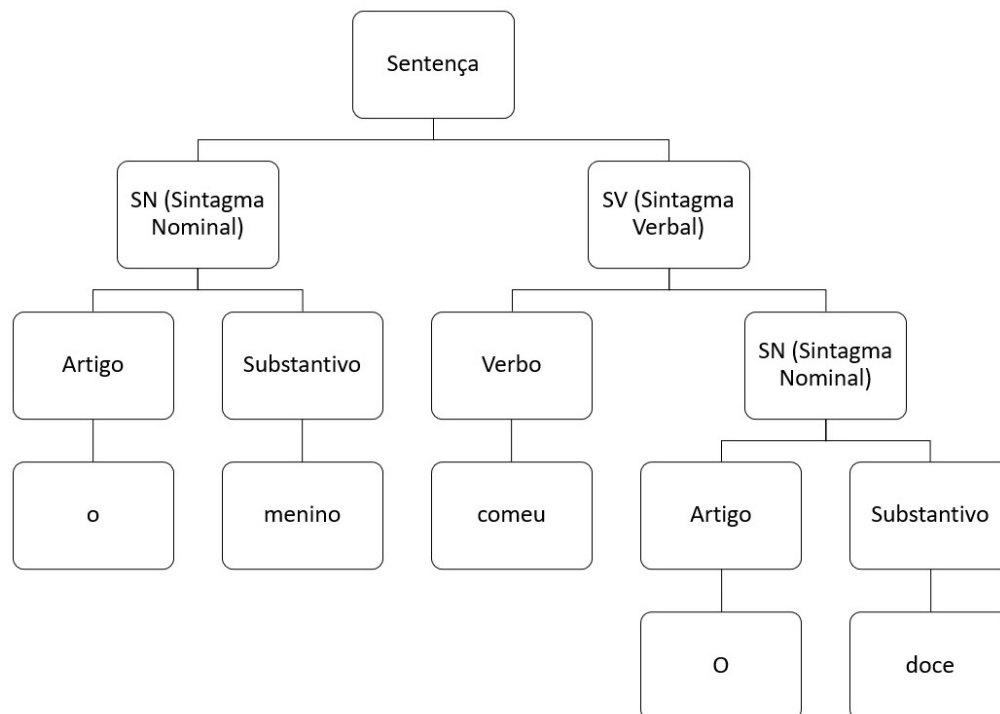 Sentença
SN (Sintagma
Nominal)
SV (Sintagma
Verbal)
Artigo
Substantivo
Verbo
SN (Sintagma
Nominal)
o
menino
comeu
Artigo
Substantivo
O
doce